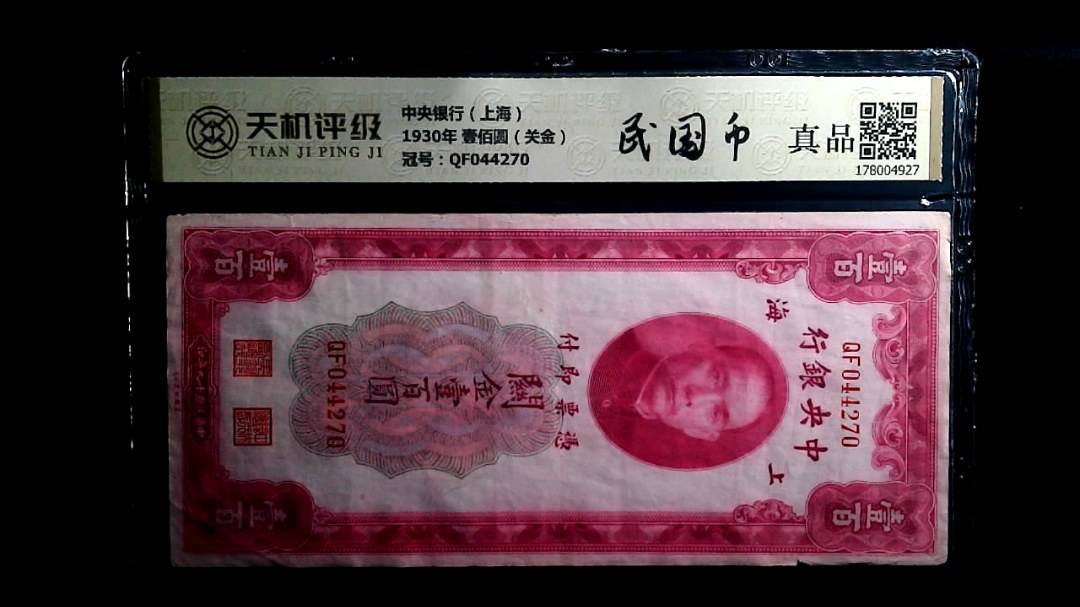 天机评级
TIAN JI PING JI
中央银行（上海）
1930年 壹佰圆（关金）
冠号：QF044270
民国币
真品
178004927
壹百
壹百
中央銀行
上海
QF044270
憑票即付
關金壹百圓
QF044270
壹百
壹百